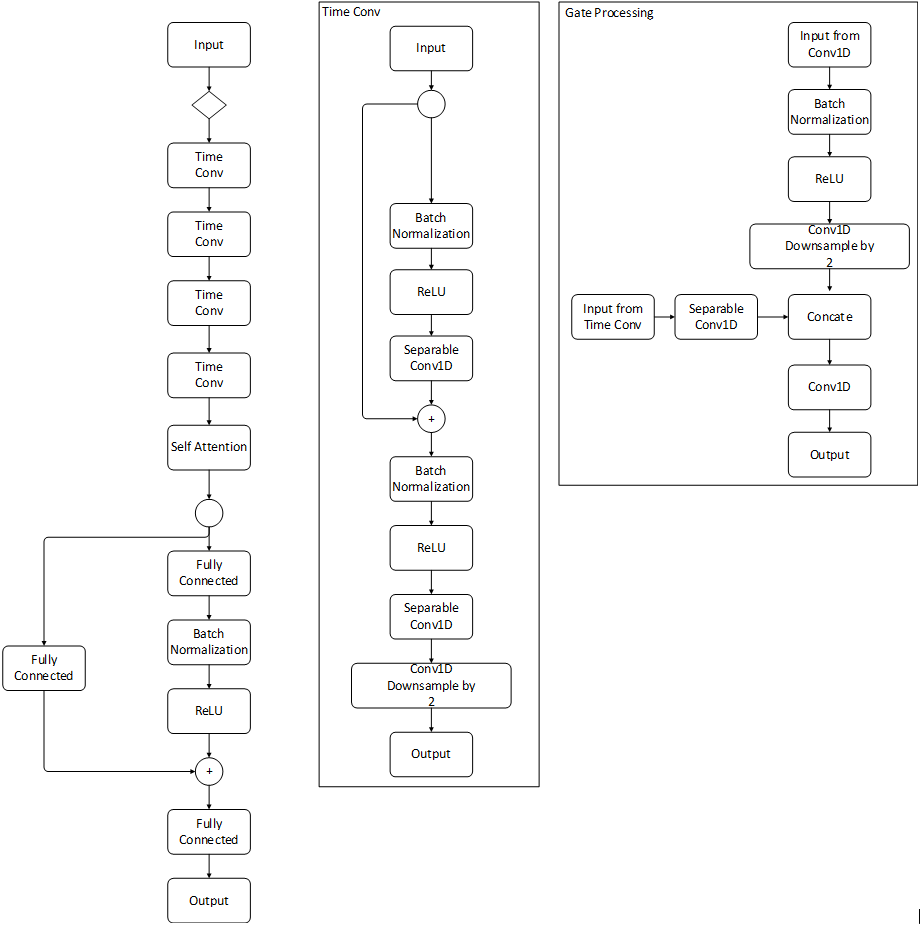 Input
Time
Conv
Time
Conv
Time
Conv
Time
Conv
Self Attention
Fully
Connected
Batch
Normalization
Fully
Connected
ReLU
+
Fully
Connected
Output
Time Conv
Input
Batch
Normalization
ReLU
Separable
Conv1D
+
Batch
Normalization
ReLU
Separable
Conv1D
Conv1D
Downsample by
2
Output
Gate Processing
Input from
Conv1D
Batch
Normalization
ReLU
Conv1D
Downsample by
2
Input from
Time Conv
Separable
Conv1D
Concate
Conv1D
Output